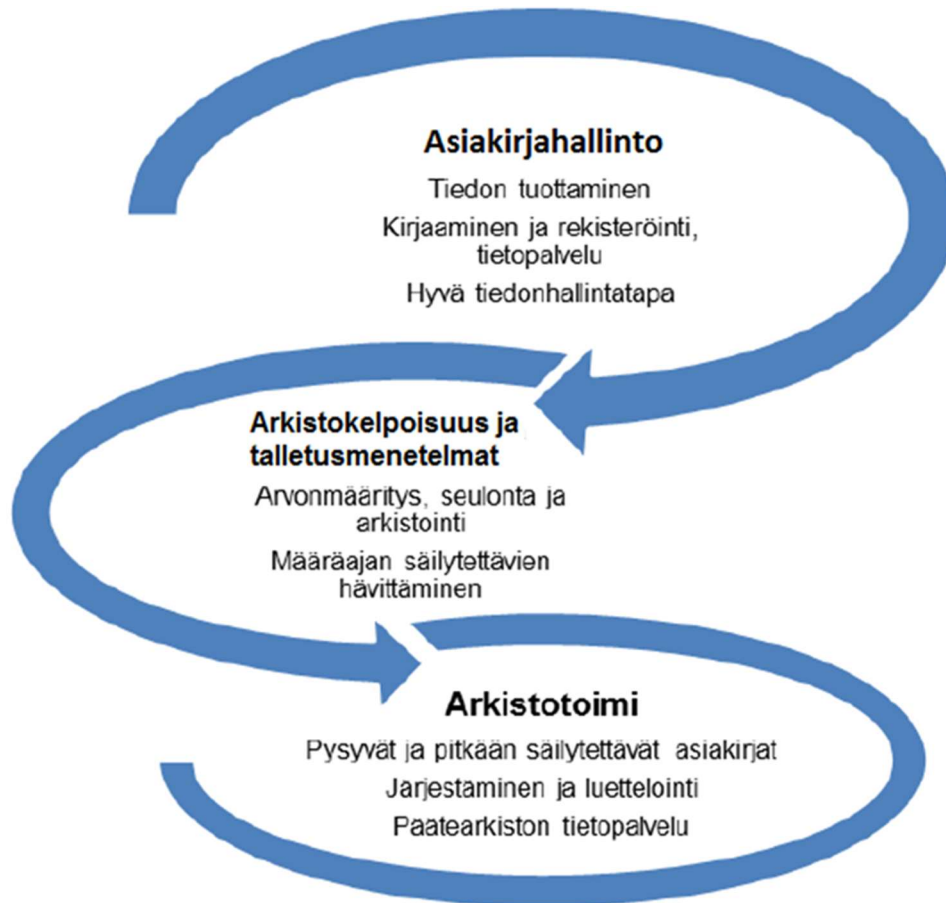 Asiakirjahallinto
Tiedon tuottaminen
Kirjaaminen ja rekisteröinti,
tietopalvelu
Hyvä tiedonhallintatapa
Arkistokelpoisuus ja
talletusmenetelmat
Arvonmääritys, seulonta ja
arkistointi
Määräajan säilytettävien
hävittäminen
Arkistotoimi
Pysyvät ja pitkään säilytettävät asiakirjat
Järjestäminen ja luettelointi
Päätearkiston tietopalvelu